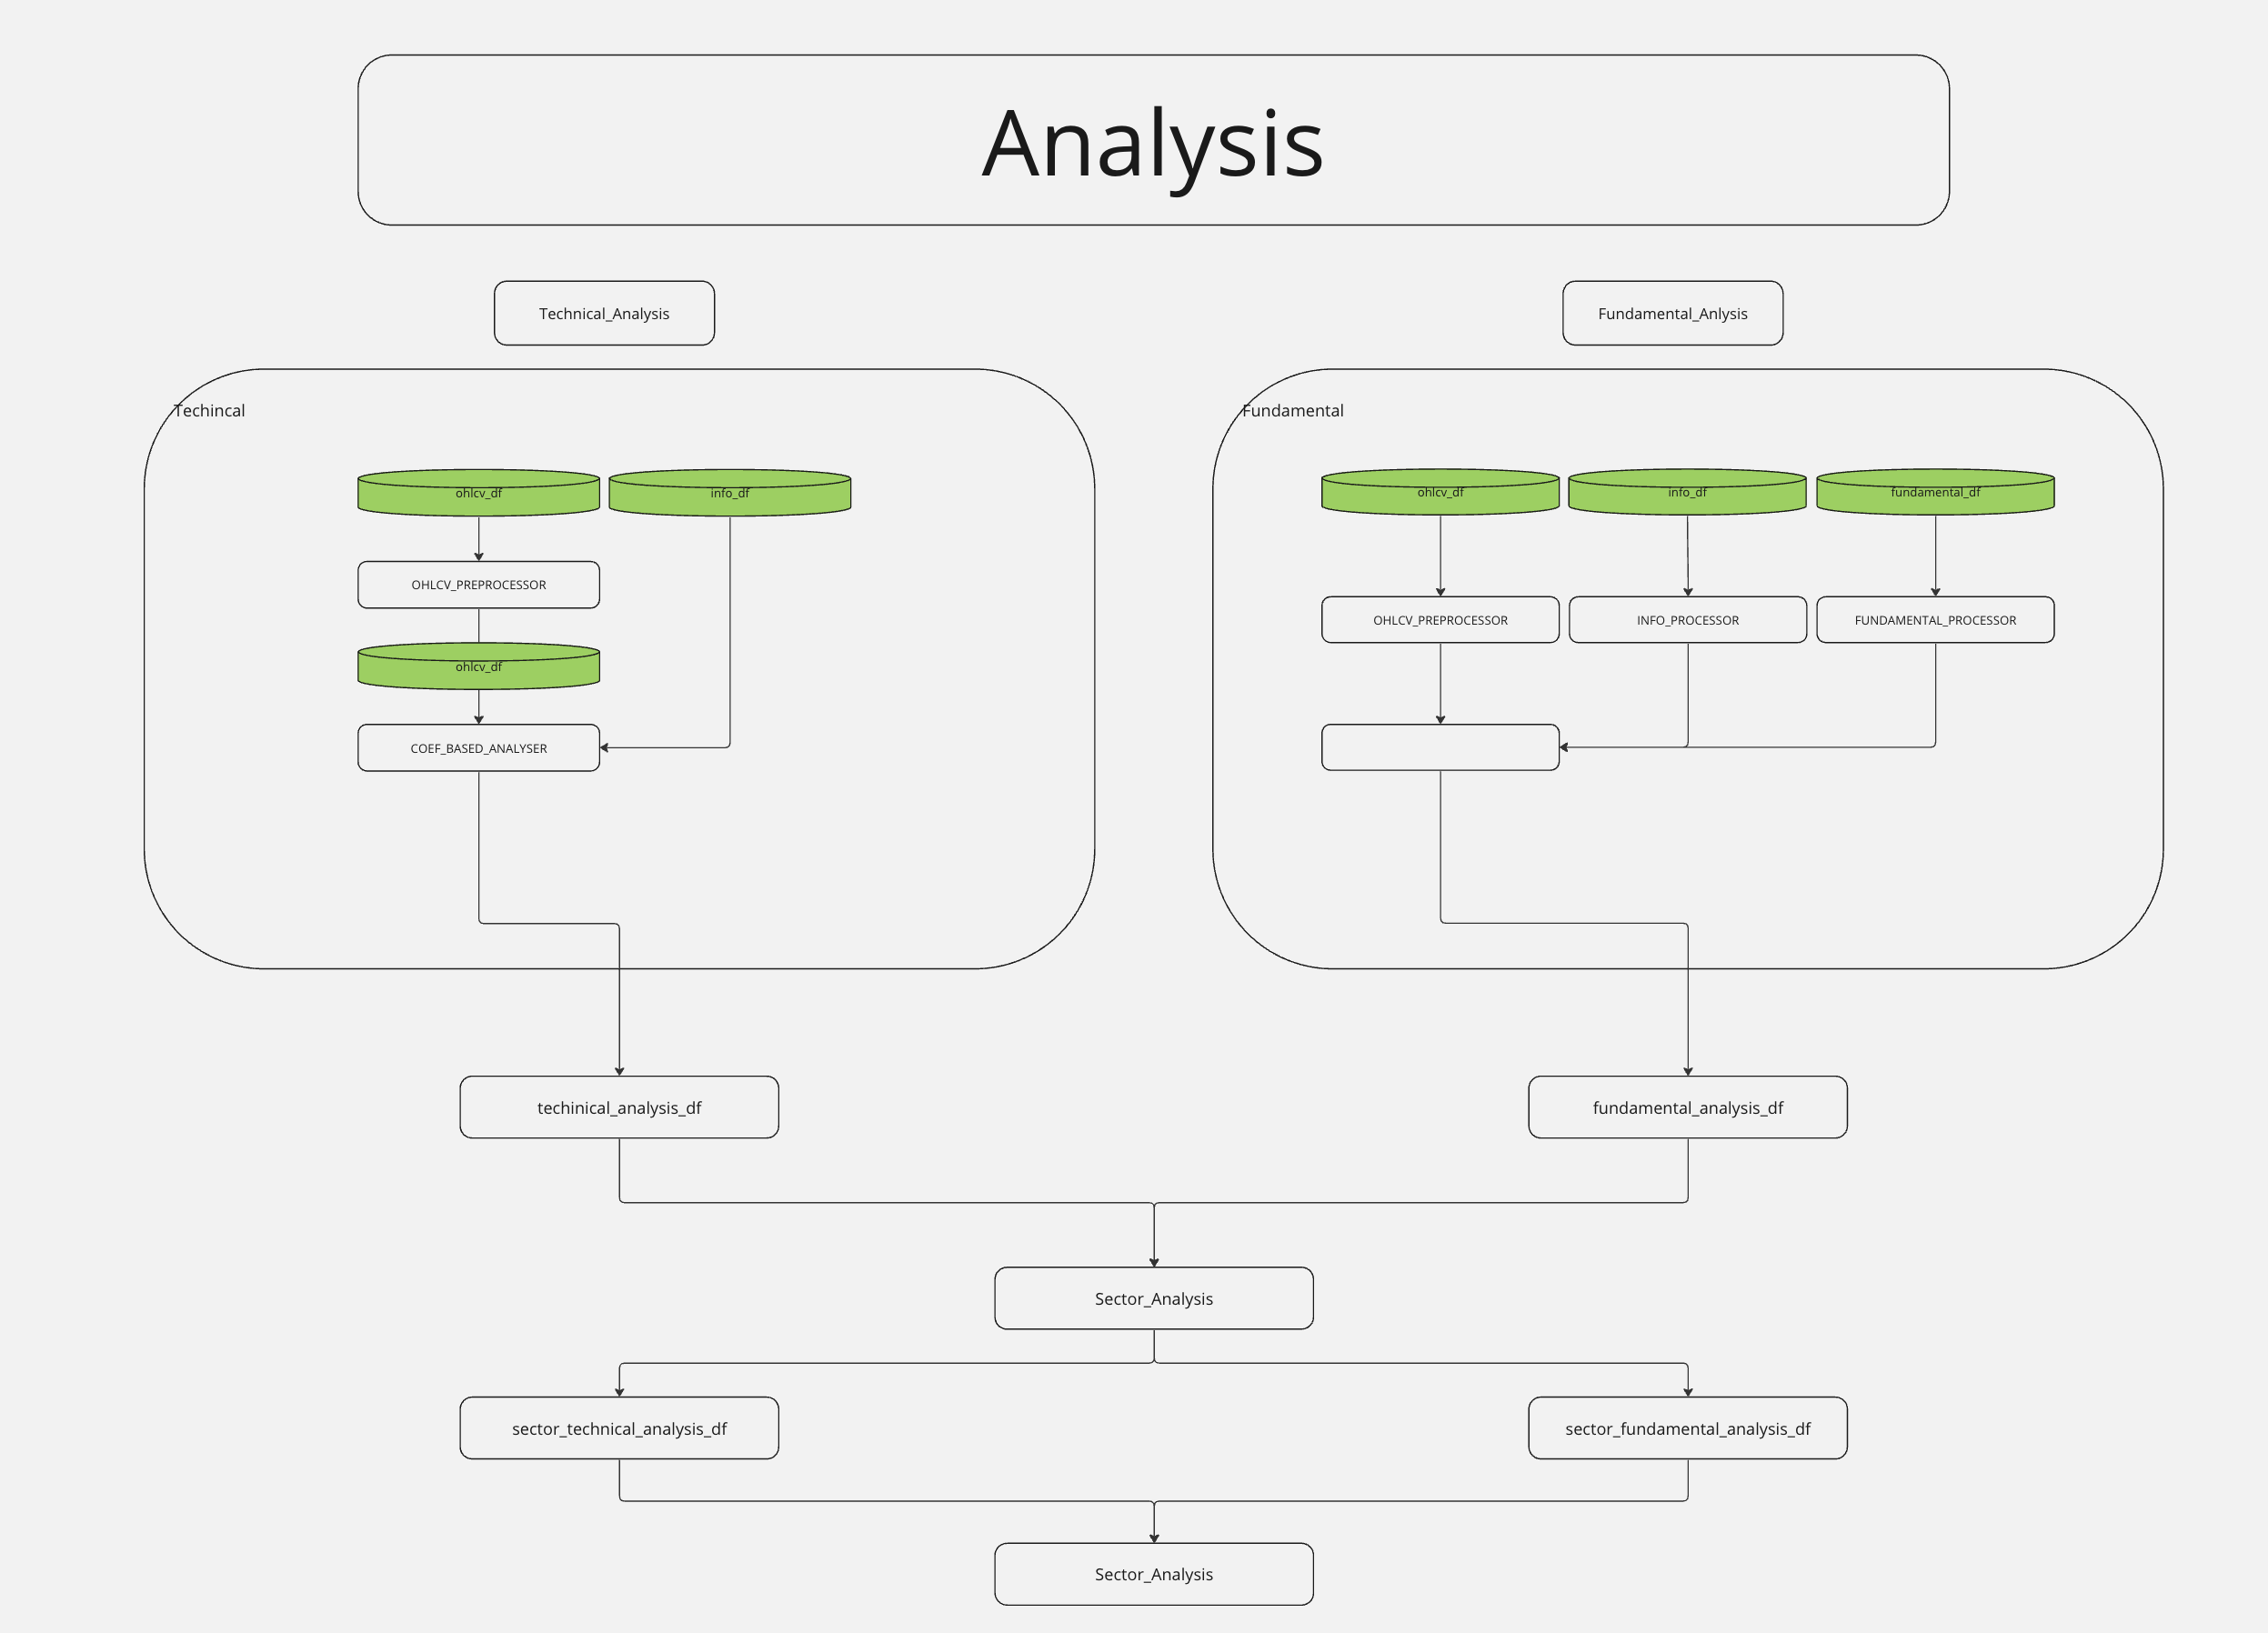 Analysis
Technical_Analysis
Fundamental_Anlysis
Techincal
Fundamental
ohlcv_df
info_df
ohlcv_df
info_df
fundamental_df
OHLCV_PREPROCESSOR
OHLCV_PREPROCESSOR
INFO_PROCESSOR
FUNDAMENTAL_PROCESSOR
ohlcv_df
COEF_BASED_ANALYSER
techinical_analysis_df
fundamental_analysis_df
Sector_Analysis
sector_technical_analysis_df
sector_fundamental_analysis_df
Sector_Analysis